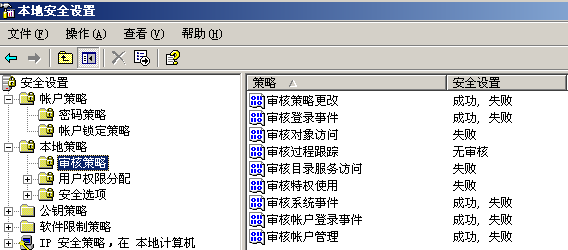 本地安全设置
文件(F) 操作(A) 查看(V) 帮助(H)
安全设置
帐户策略
密码策略
帐户锁定策略
本地策略
审核策略
用户权限分配
安全选项
公钥策略
软件限制策略
IP 安全策略，在 本地计算机
策略 安全设置
审核策略更改 成功, 失败
审核登录事件 成功, 失败
审核对象访问 失败
审核过程跟踪 无审核
审核目录服务访问 失败
审核特权使用 失败
审核系统事件 成功, 失败
审核帐户登录事件 成功, 失败
审核帐户管理 成功, 失败